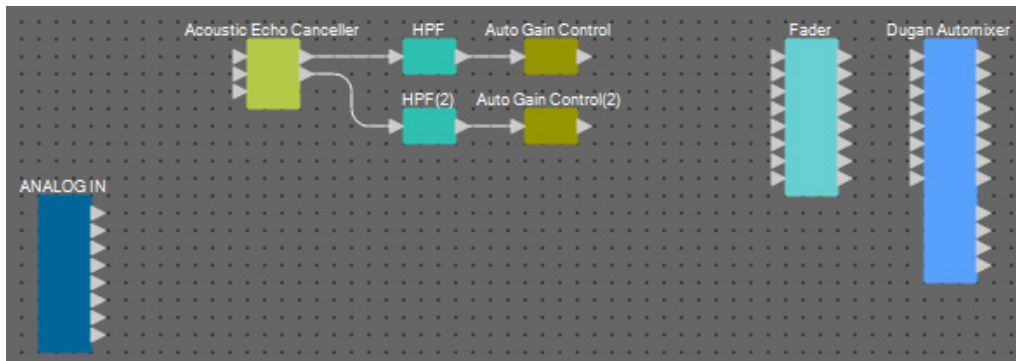 Acoustic Echo Canceller
HPF
Auto Gain Control
Fader
Dugan Automixer
HPF(2)
Auto Gain Control(2)
ANALOG IN